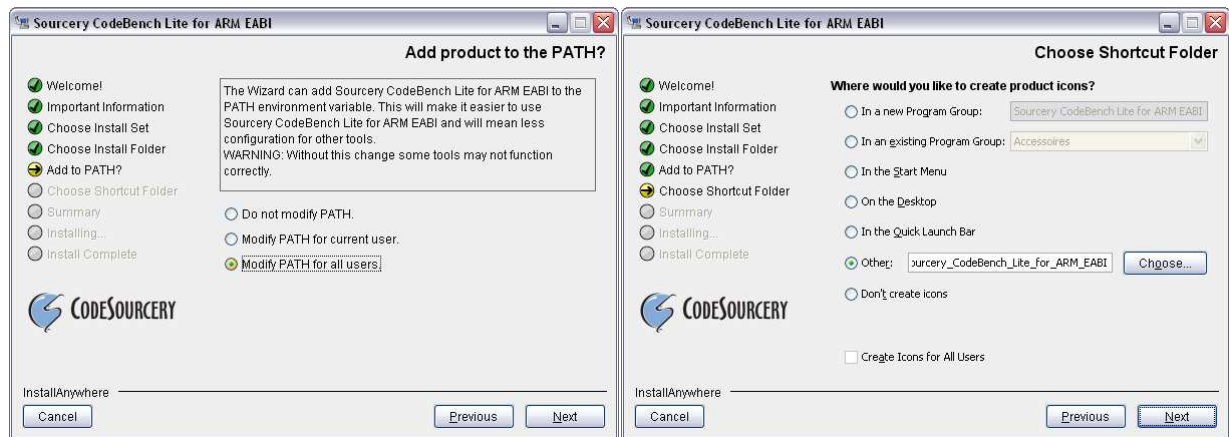 Sourcery CodeBench Lite for ARM EABI
Add product to the PATH?
Welcome!
Important Information
Choose Install Set
Choose Install Folder
Add to PATH?
Choose Shortcut Folder
Summary
Installing...
Install Complete
The Wizard can add Sourcery CodeBench Lite for ARM EABI to the
PATH environment variable. This will make it easier to use
Sourcery CodeBench Lite for ARM EABI and will mean less
configuration for other tools.
WARNING: Without this change some tools may not function
correctly.
Do not modify PATH.
Modify PATH for current user.
Modify PATH for all users.
CODESOURCERY
InstallAnywhere
Cancel
Previous
Next
Sourcery CodeBench Lite for ARM EABI
Choose Shortcut Folder
Welcome!
Important Information
Choose Install Set
Choose Install Folder
Add to PATH?
Choose Shortcut Folder
Summary
Installing...
Install Complete
Where would you like to create product icons?
In a new Program Group: Sourcery CodeBench Lite for ARM EABI
In an existing Program Group: Accessoires
In the Start Menu
On the Desktop
In the Quick Launch Bar
Other: ourcery_CodeBench_Lite_for_ARM_EABI Choose...
Don't create icons
Create Icons for All Users
CODESOURCERY
InstallAnywhere
Cancel
Previous
Next